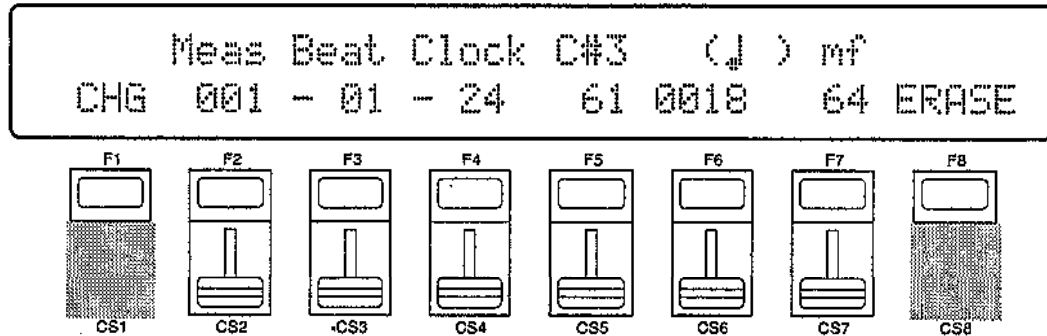 Meas Beat Clock C#3 (♩) mf
CHG 001 - 01 - 24 61 0018 64 ERASE
F1 F2 F3 F4 F5 F6 F7 F8
CS1 CS2 CS3 CS4 CS5 CS6 CS7 CS8